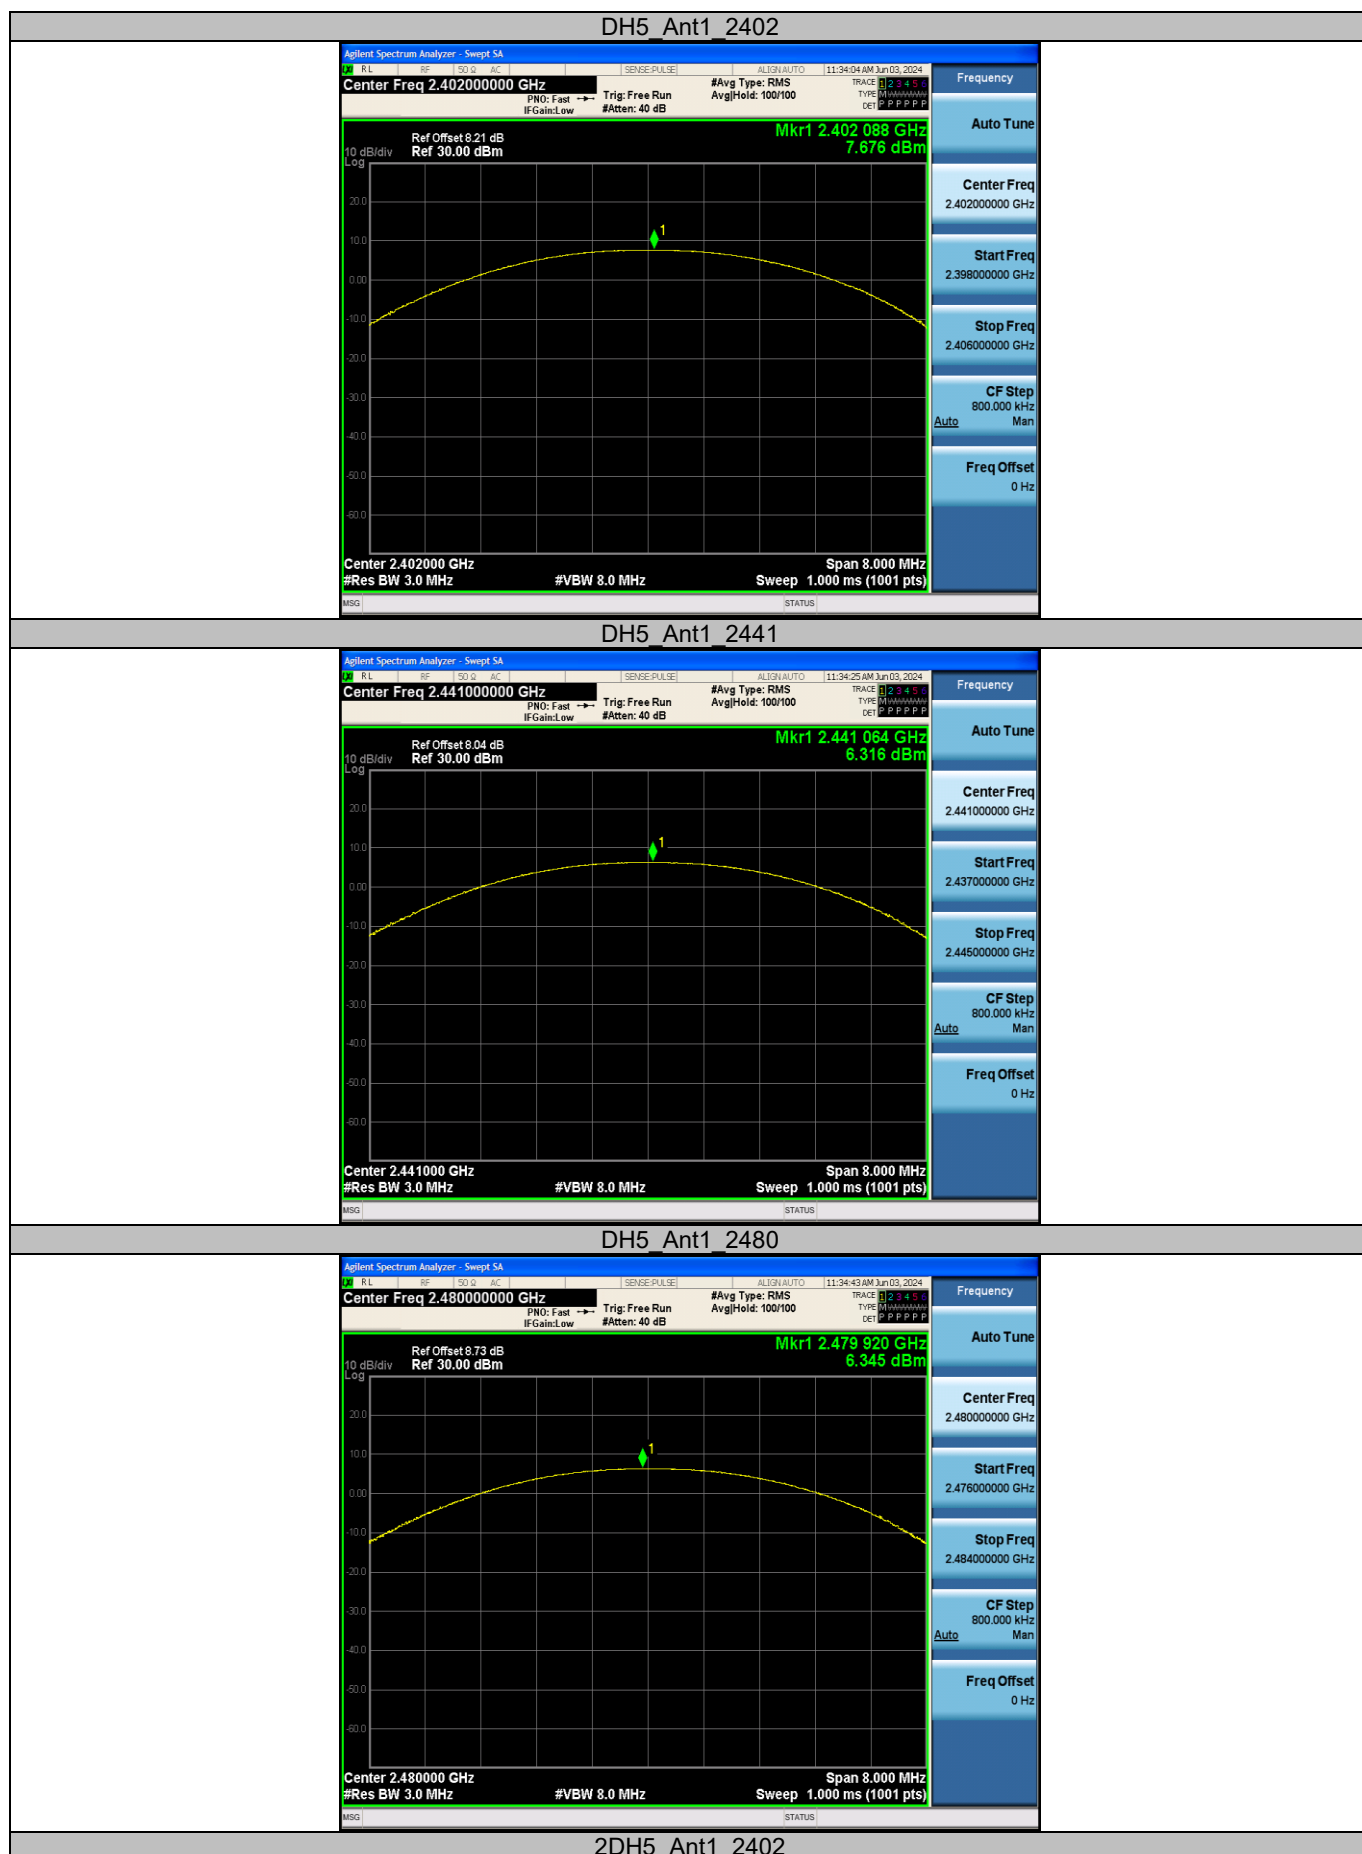 DH5_Ant1_2402
Agilent Spectrum Analyzer - Swept SA
RL RF 50 Ω AC SENSE:PULSE ALIGN AUTO 11:34:04 AM Jun 03, 2024
Center Freq 2.402000000 GHz
PNO: Fast
IFGain:Low
Trig: Free Run
#Atten: 40 dB
#Avg Type: RMS
Avg|Hold: 100/100
TRACE 1 2 3 4 5 6
TYPE M W W W W W
DET P P P P P P
Frequency
Auto Tune
Mkr1 2.402 088 GHz
7.676 dBm
Ref Offset 8.21 dB
10 dB/div Ref 30.00 dBm
Log
20.0
10.0
0.00
-10.0
-20.0
-30.0
-40.0
-50.0
-60.0
1
Center Freq
2.402000000 GHz
Start Freq
2.398000000 GHz
Stop Freq
2.406000000 GHz
CF Step
800.000 kHz
Auto Man
Freq Offset
0 Hz
Center 2.402000 GHz Span 8.000 MHz
#Res BW 3.0 MHz #VBW 8.0 MHz Sweep 1.000 ms (1001 pts)
MSG STATUS
DH5_Ant1_2441
Agilent Spectrum Analyzer - Swept SA
RL RF 50 Ω AC SENSE:PULSE ALIGN AUTO 11:34:25 AM Jun 03, 2024
Center Freq 2.441000000 GHz
PNO: Fast
IFGain:Low
Trig: Free Run
#Atten: 40 dB
#Avg Type: RMS
Avg|Hold: 100/100
TRACE 1 2 3 4 5 6
TYPE M W W W W W
DET P P P P P P
Frequency
Auto Tune
Mkr1 2.441 064 GHz
6.316 dBm
Ref Offset 8.04 dB
10 dB/div Ref 30.00 dBm
Log
20.0
10.0
0.00
-10.0
-20.0
-30.0
-40.0
-50.0
-60.0
1
Center Freq
2.441000000 GHz
Start Freq
2.437000000 GHz
Stop Freq
2.445000000 GHz
CF Step
800.000 kHz
Auto Man
Freq Offset
0 Hz
Center 2.441000 GHz Span 8.000 MHz
#Res BW 3.0 MHz #VBW 8.0 MHz Sweep 1.000 ms (1001 pts)
MSG STATUS
DH5_Ant1_2480
Agilent Spectrum Analyzer - Swept SA
RL RF 50 Ω AC SENSE:PULSE ALIGN AUTO 11:34:43 AM Jun 03, 2024
Center Freq 2.480000000 GHz
PNO: Fast
IFGain:Low
Trig: Free Run
#Atten: 40 dB
#Avg Type: RMS
Avg|Hold: 100/100
TRACE 1 2 3 4 5 6
TYPE M W W W W W
DET P P P P P P
Frequency
Auto Tune
Mkr1 2.479 920 GHz
6.345 dBm
Ref Offset 8.73 dB
10 dB/div Ref 30.00 dBm
Log
20.0
10.0
0.00
-10.0
-20.0
-30.0
-40.0
-50.0
-60.0
1
Center Freq
2.480000000 GHz
Start Freq
2.476000000 GHz
Stop Freq
2.484000000 GHz
CF Step
800.000 kHz
Auto Man
Freq Offset
0 Hz
Center 2.480000 GHz Span 8.000 MHz
#Res BW 3.0 MHz #VBW 8.0 MHz Sweep 1.000 ms (1001 pts)
MSG STATUS
2DH5_Ant1_2402